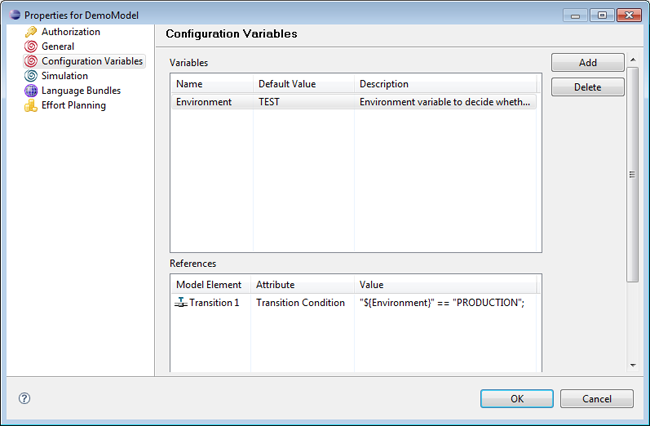 Properties for DemoModel
Authorization
General
Configuration Variables
Simulation
Language Bundles
Effort Planning
Configuration Variables
Variables
Name Default Value Description
Environment TEST Environment variable to decide wheth...
Add
Delete
References
Model Element Attribute Value
Transition 1 Transition Condition "${Environment}" == "PRODUCTION";
?
OK Cancel